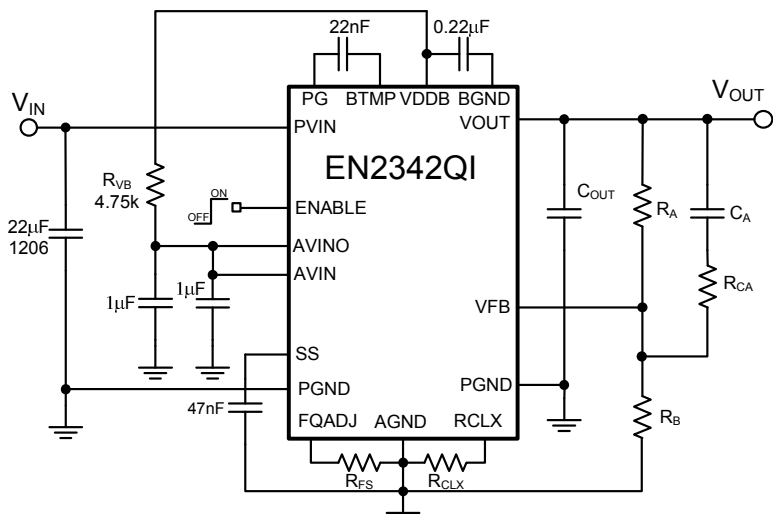 22nF
0.22µF
PG
BTMP
VDDB
BGND
V_IN
V_OUT
PVIN
VOUT
EN2342QI
R_VB
4.75k
ON
OFF
ENABLE
C_OUT
R_A
C_A
22µF
1206
AVINO
AVIN
R_CA
1µF
1µF
VFB
SS
PGND
PGND
47nF
FQADJ
AGND
RCLX
R_B
R_FS
R_CLX